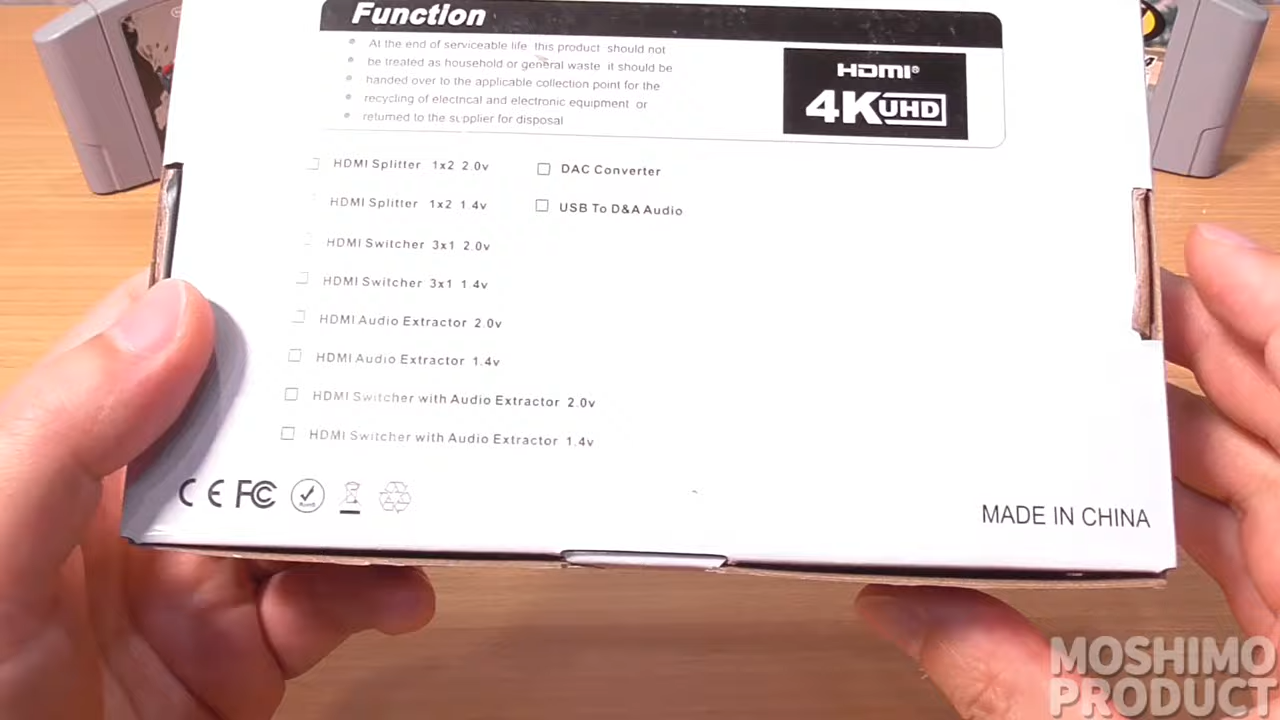 Function
At the end of serviceable life this product should not
be treated as household or general waste it should be
handed over to the applicable collection point for the
recycling of electrical and electronic equipment or
returned to the supplier for disposal
HDMI®
4K UHD
HDMI Splitter 1x2 2.0v
HDMI Splitter 1x2 1.4v
HDMI Switcher 3x1 2.0v
HDMI Switcher 3x1 1.4v
HDMI Audio Extractor 2.0v
HDMI Audio Extractor 1.4v
HDMI Switcher with Audio Extractor 2.0v
HDMI Switcher with Audio Extractor 1.4v
DAC Converter
USB To D&A Audio
CE FC
MADE IN CHINA
MOSHIMO
PRODUCT